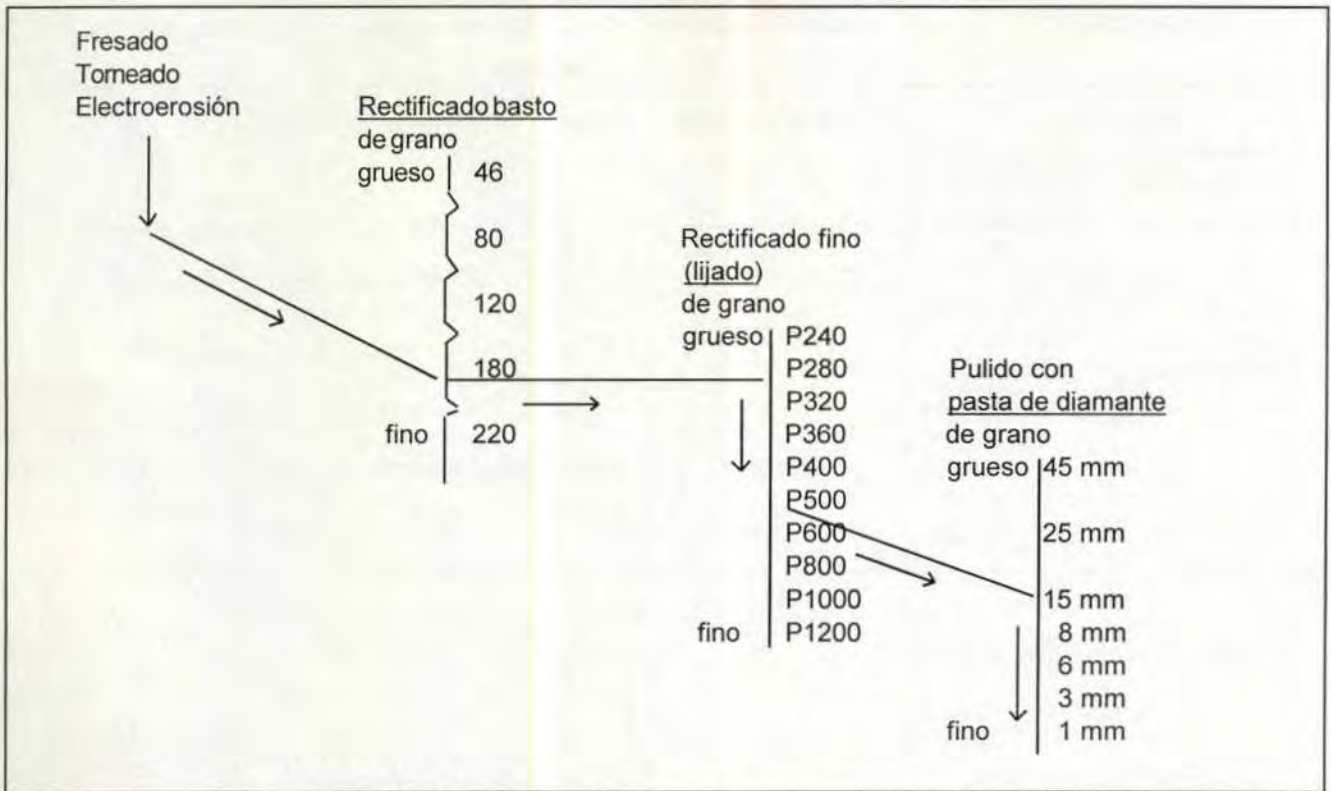 Fresado
Torneado
Electroerosión
Rectificado basto
de grano
grueso 46
80
120
180
fino 220
Rectificado fino
(lijado)
de grano
grueso P240
P280
P320
P360
P400
P500
P600
P800
P1000
fino P1200
Pulido con
pasta de diamante
de grano
grueso 45 mm
25 mm
15 mm
8 mm
6 mm
3 mm
fino 1 mm